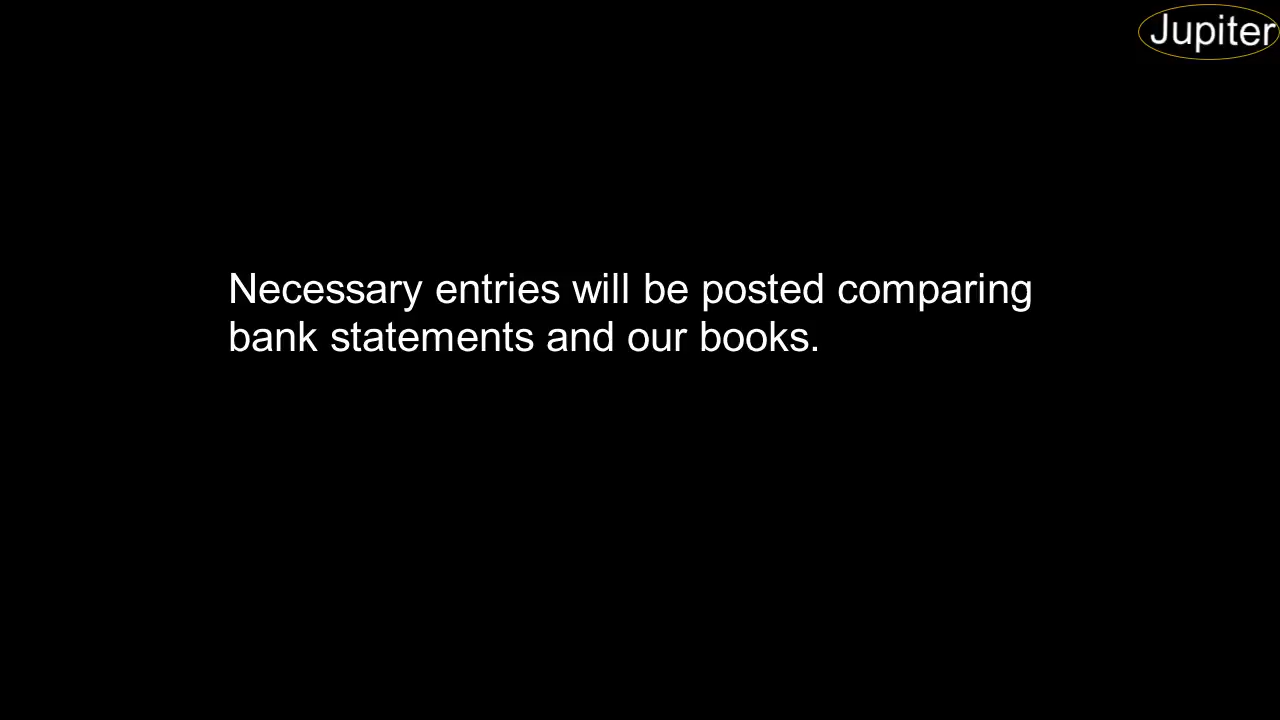 Jupiter
Necessary entries will be posted comparing
bank statements and our books.